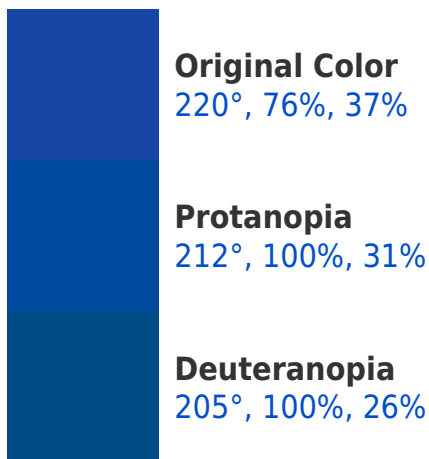 Original Color
220°, 76%, 37%
Protanopia
212°, 100%, 31%
Deuteranopia
205°, 100%, 26%